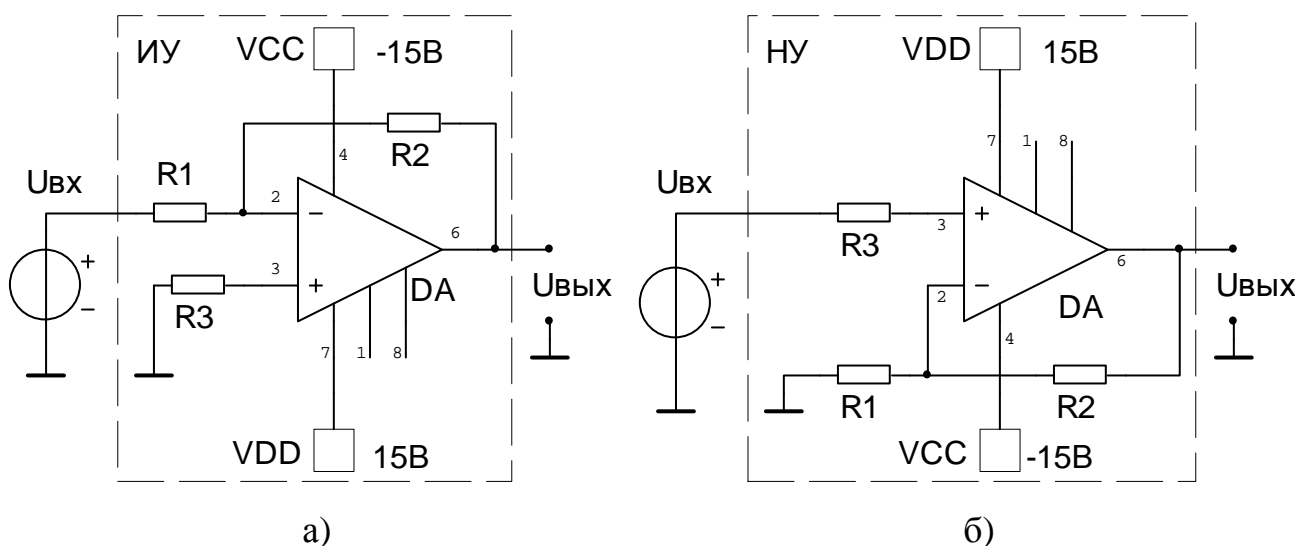 ИУ
VCC
-15В
4
R2
R1
Uвх
2
−
6
3
+
DA
Uвых
R3
7
1
8
VDD
15В
а)
НУ
VDD
15В
7
1
8
Uвх
3
+
R3
6
2
−
DA
Uвых
4
R1
R2
VCC
-15В
б)